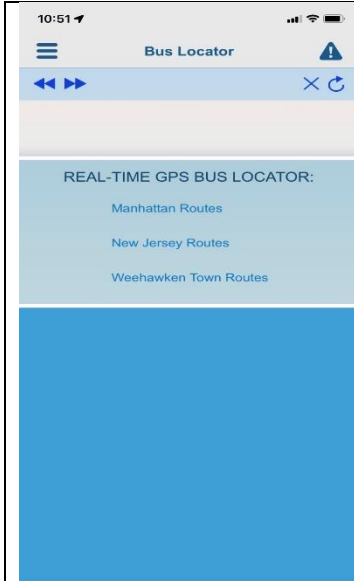 10:51
Bus Locator
REAL-TIME GPS BUS LOCATOR:
Manhattan Routes
New Jersey Routes
Weehawken Town Routes